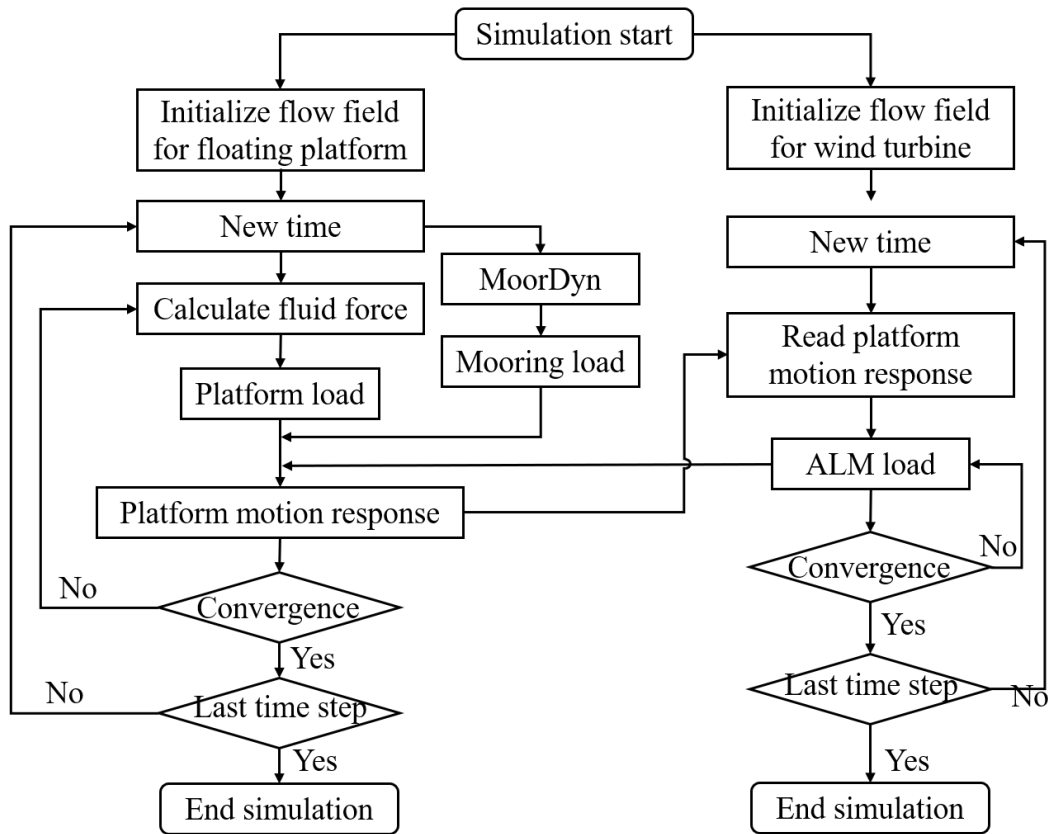 Simulation start
Initialize flow field
for floating platform
New time
MoorDyn
Calculate fluid force
Mooring load
Platform load
Platform motion response
Convergence
No
Yes
Last time step
No
Yes
End simulation
Initialize flow field
for wind turbine
New time
Read platform
motion response
ALM load
Convergence
No
Yes
Last time step
No
Yes
End simulation